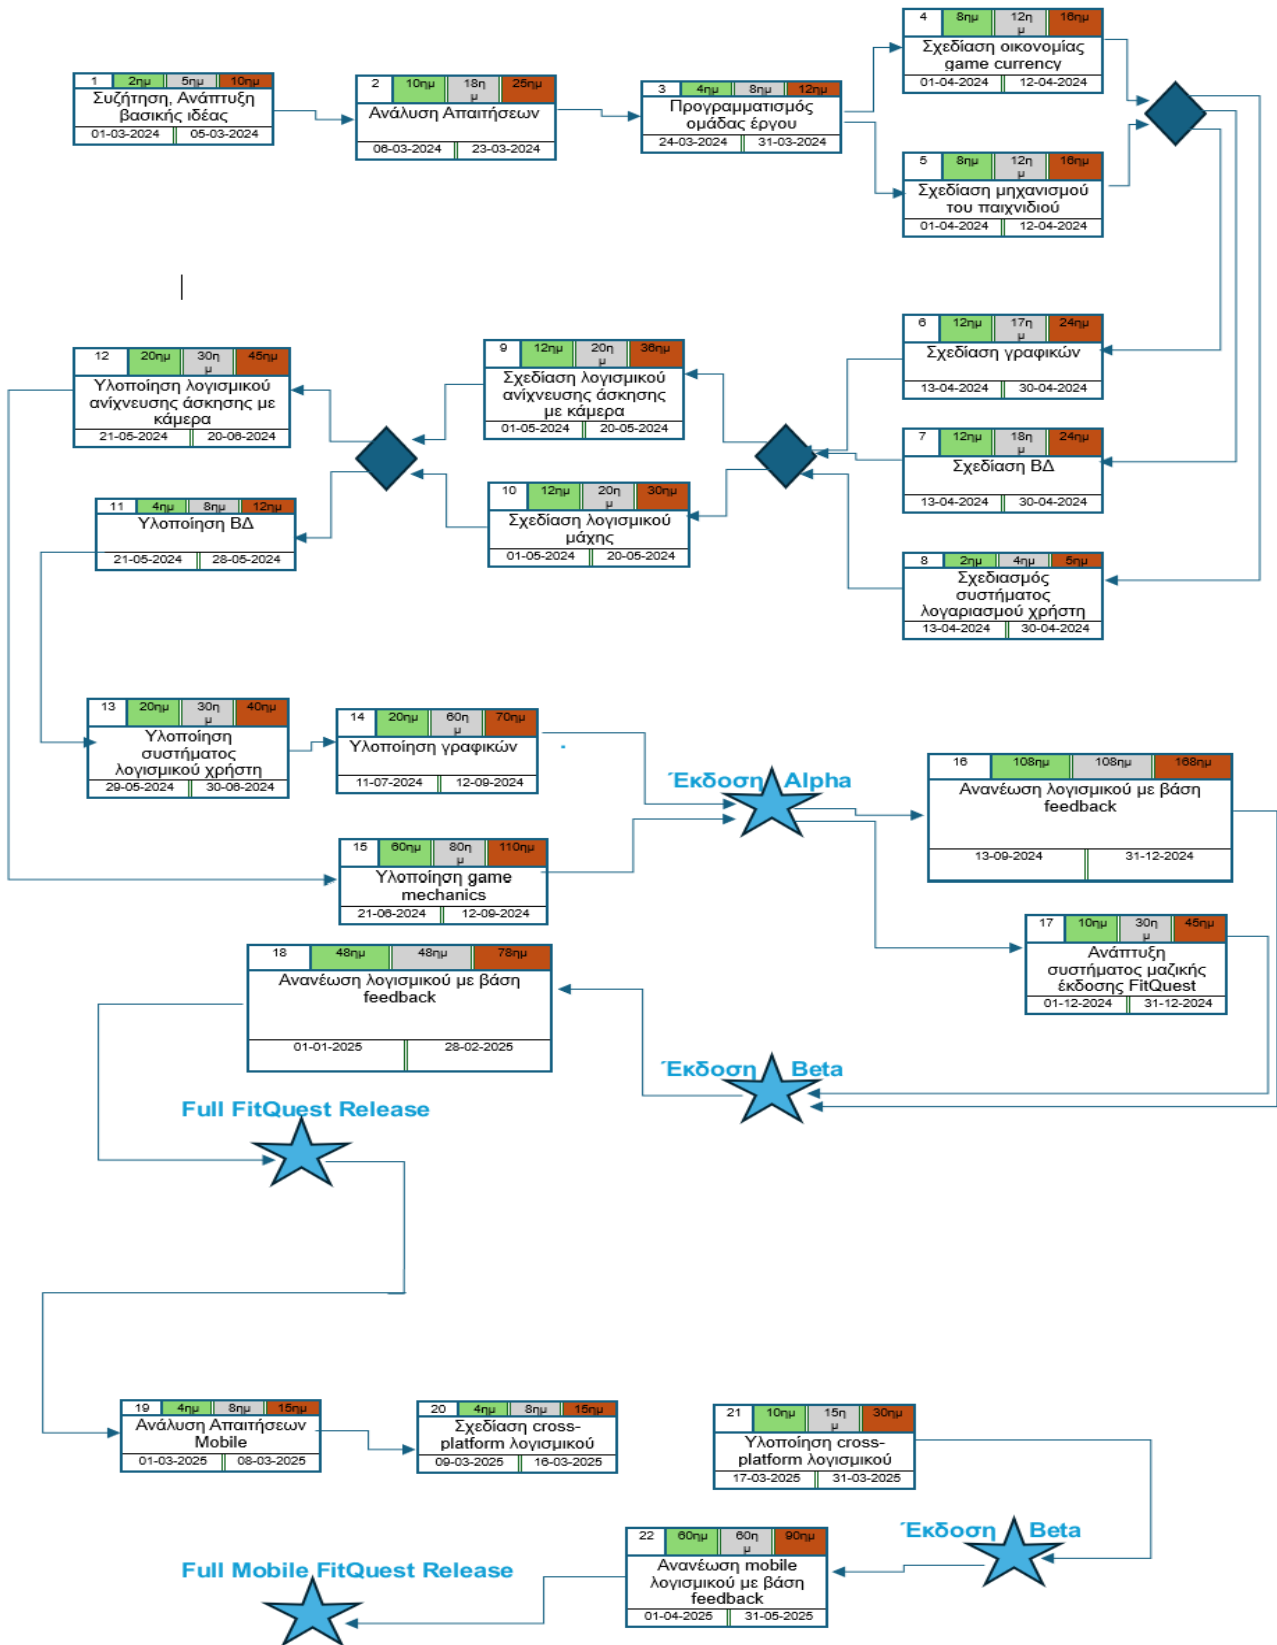 1 2ημ 5ημ 10ημ
Συζήτηση, Ανάπτυξη
βασικής ιδέας
01-03-2024 05-03-2024
2 10ημ 18η
μ 25ημ
Ανάλυση Απαιτήσεων
06-03-2024 23-03-2024
3 4ημ 8ημ 12ημ
Προγραμματισμός
ομάδας έργου
24-03-2024 31-03-2024
4 8ημ 12η
μ 16ημ
Σχεδίαση οικονομίας
game currency
01-04-2024 12-04-2024
5 8ημ 12η
μ 16ημ
Σχεδίαση μηχανισμού
του παιχνιδιού
01-04-2024 12-04-2024
6 12ημ 17η
μ 24ημ
Σχεδίαση γραφικών
13-04-2024 30-04-2024
7 12ημ 18η
μ 24ημ
Σχεδίαση ΒΔ
13-04-2024 30-04-2024
8 2ημ 4ημ 5ημ
Σχεδιασμός
συστήματος
λογαριασμού χρήστη
13-04-2024 30-04-2024
9 12ημ 20η
μ 36ημ
Σχεδίαση λογισμικού
ανίχνευσης άσκησης
με κάμερα
01-05-2024 20-05-2024
10 12ημ 20η
μ 30ημ
Σχεδίαση λογισμικού
μάχης
01-05-2024 20-05-2024
12 20ημ 30η
μ 45ημ
Υλοποίηση λογισμικού
ανίχνευσης άσκησης με
κάμερα
21-05-2024 20-06-2024
11 4ημ 8ημ 12ημ
Υλοποίηση ΒΔ
21-05-2024 28-05-2024
13 20ημ 30η
μ 40ημ
Υλοποίηση
συστήματος
λογισμικού χρήστη
29-05-2024 30-06-2024
14 20ημ 60η
μ 70ημ
Υλοποίηση γραφικών
11-07-2024 12-09-2024
15 60ημ 80η
μ 110ημ
Υλοποίηση game
mechanics
21-06-2024 12-09-2024
Έκδοση Alpha
16 108ημ 108ημ 168ημ
Ανανέωση λογισμικού με βάση
feedback
13-09-2024 31-12-2024
17 10ημ 30η
μ 45ημ
Ανάπτυξη
συστήματος μαζικής
έκδοσης FitQuest
01-12-2024 31-12-2024
18 48ημ 48ημ 78ημ
Ανανέωση λογισμικού με βάση
feedback
01-01-2025 28-02-2025
Έκδοση Beta
Full FitQuest Release
19 4ημ 8ημ 15ημ
Ανάλυση Απαιτήσεων
Mobile
01-03-2025 08-03-2025
20 4ημ 8ημ 15ημ
Σχεδίαση cross-
platform λογισμικού
09-03-2025 16-03-2025
21 10ημ 15η
μ 30ημ
Υλοποίηση cross-
platform λογισμικού
17-03-2025 31-03-2025
Έκδοση Beta
22 60ημ 60η
μ 90ημ
Ανανέωση mobile
λογισμικού με βάση
feedback
01-04-2025 31-05-2025
Full Mobile FitQuest Release